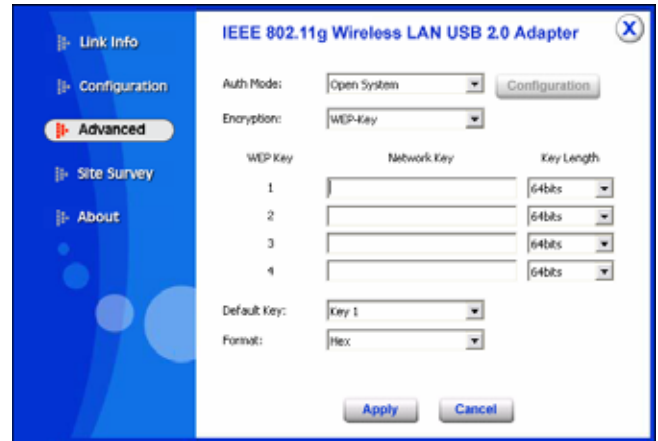 Link Info
Configuration
Advanced
Site Survey
About
IEEE 802.11g Wireless LAN USB 2.0 Adapter
X
Auth Mode: Open System Configuration
Encryption: WEP-Key
WEP Key Network Key Key Length
1 64bits
2 64bits
3 64bits
4 64bits
Default Key: Key 1
Format: Hex
Apply Cancel